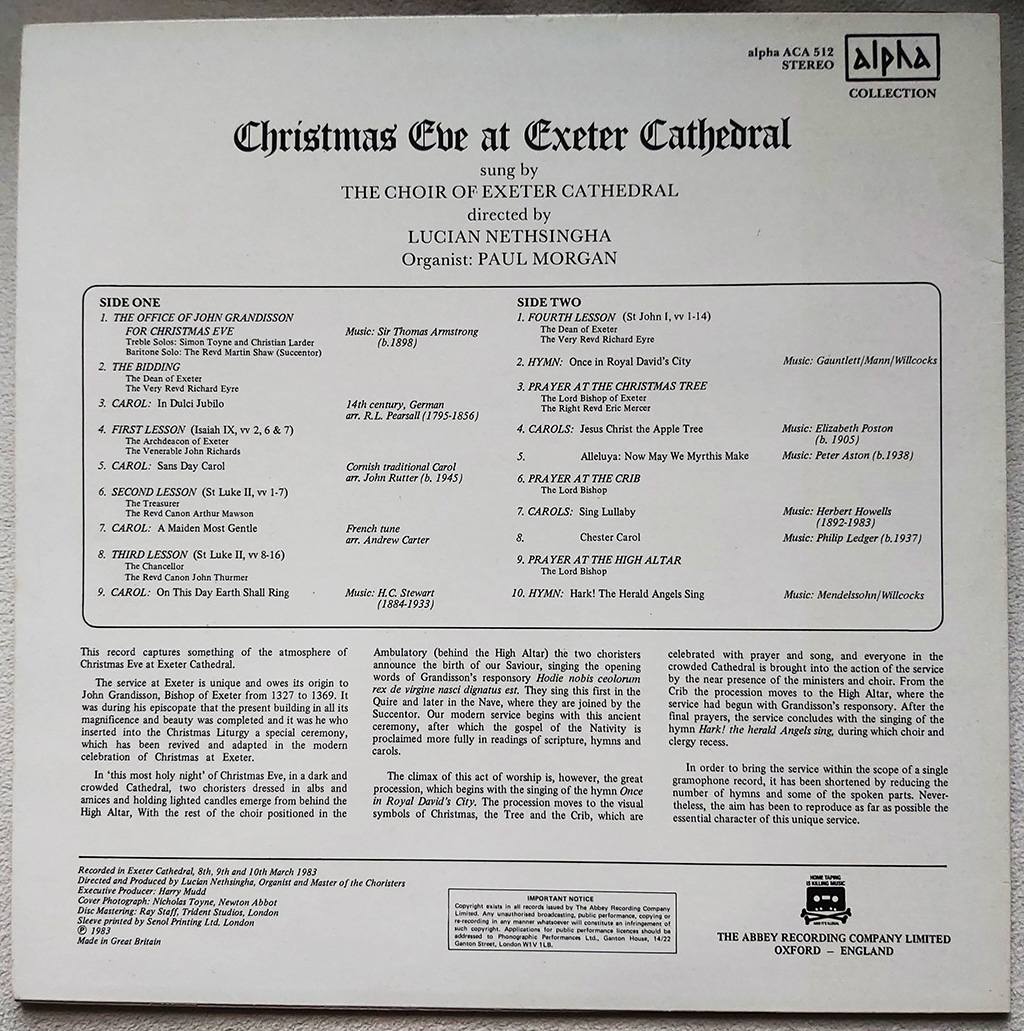 alpha ACA 512
STEREO
alpha
COLLECTION
Christmas Eve at Exeter Cathedral
sung by
THE CHOIR OF EXETER CATHEDRAL
directed by
LUCIAN NETHSINGHA
Organist: PAUL MORGAN
SIDE ONE
1. THE OFFICE OF JOHN GRANDISSON
FOR CHRISTMAS EVE Music: Sir Thomas Armstrong
Treble Solos: Simon Toyne and Christian Larder (b.1898)
Baritone Solo: The Revd Martin Shaw (Succentor)
2. THE BIDDING
The Dean of Exeter
The Very Revd Richard Eyre
3. CAROL: In Dulci Jubilo 14th century, German
arr. R.L. Pearsall (1795-1856)
4. FIRST LESSON (Isaiah IX, vv 2, 6 & 7)
The Archdeacon of Exeter
The Venerable John Richards
5. CAROL: Sans Day Carol Cornish traditional Carol
arr. John Rutter (b. 1945)
6. SECOND LESSON (St Luke II, vv 1-7)
The Treasurer
The Revd Canon Arthur Mawson
7. CAROL: A Maiden Most Gentle French tune
arr. Andrew Carter
8. THIRD LESSON (St Luke II, vv 8-16)
The Chancellor
The Revd Canon John Thurmer
9. CAROL: On This Day Earth Shall Ring Music: H.C. Stewart
(1884-1933)
SIDE TWO
1. FOURTH LESSON (St John I, vv 1-14)
The Dean of Exeter
The Very Revd Richard Eyre
2. HYMN: Once in Royal David's City Music: Gauntlett/Mann/Willcocks
3. PRAYER AT THE CHRISTMAS TREE
The Lord Bishop of Exeter
The Right Revd Eric Mercer
4. CAROLS: Jesus Christ the Apple Tree Music: Elizabeth Poston
(b. 1905)
5. Alleluya: Now May We Myrthis Make Music: Peter Aston (b.1938)
6. PRAYER AT THE CRIB
The Lord Bishop
7. CAROLS: Sing Lullaby Music: Herbert Howells
(1892-1983)
8. Chester Carol Music: Philip Ledger (b.1937)
9. PRAYER AT THE HIGH ALTAR
The Lord Bishop
10. HYMN: Hark! The Herald Angels Sing Music: Mendelssohn/Willcocks
This record captures something of the atmosphere of
Christmas Eve at Exeter Cathedral.
The service at Exeter is unique and owes its origin to
John Grandisson, Bishop of Exeter from 1327 to 1369. It
was during his episcopate that the present building in all its
magnificence and beauty was completed and it was he who
inserted into the Christmas Liturgy a special ceremony,
which has been revived and adapted in the modern
celebration of Christmas at Exeter.
In 'this most holy night' of Christmas Eve, in a dark and
crowded Cathedral, two choristers dressed in albs and
amices and holding lighted candles emerge from behind the
High Altar, With the rest of the choir positioned in the
Ambulatory (behind the High Altar) the two choristers
announce the birth of our Saviour, singing the opening
words of Grandisson's responsory Hodie nobis ceolorum
rex de virgine nasci dignatus est. They sing this first in the
Quire and later in the Nave, where they are joined by the
Succentor. Our modern service begins with this ancient
ceremony, after which the gospel of the Nativity is
proclaimed more fully in readings of scripture, hymns and
carols.
The climax of this act of worship is, however, the great
procession, which begins with the singing of the hymn Once
in Royal David's City. The procession moves to the visual
symbols of Christmas, the Tree and the Crib, which are
celebrated with prayer and song, and everyone in the
crowded Cathedral is brought into the action of the service
by the near presence of the ministers and choir. From the
Crib the procession moves to the High Altar, where the
service had begun with Grandisson's responsory. After the
final prayers, the service concludes with the singing of the
hymn Hark! the herald Angels sing, during which choir and
clergy recess.
In order to bring the service within the scope of a single
gramophone record, it has been shortened by reducing the
number of hymns and some of the spoken parts. Never-
theless, the aim has been to reproduce as far as possible the
essential character of this unique service.
Recorded in Exeter Cathedral, 8th, 9th and 10th March 1983
Directed and Produced by Lucian Nethsingha, Organist and Master of the Choristers
Executive Producer: Harry Mudd
Cover Photograph: Nicholas Toyne, Newton Abbot
Disc Mastering: Ray Staff, Trident Studios, London
Sleeve printed by Senol Printing Ltd. London
℗ 1983
Made in Great Britain
IMPORTANT NOTICE
Copyright exists in all records issued by The Abbey Recording Company
Limited. Any unauthorised broadcasting, public performance, copying or
re-recording in any manner whatsoever will constitute an infringement of
such copyright. Applications for public performance licences should be
addressed to Phonographic Performances Ltd., Ganton House, 14/22
Ganton Street, London W1V 1LB.
HOME TAPING
IS KILLING MUSIC
THE ABBEY RECORDING COMPANY LIMITED
OXFORD – ENGLAND